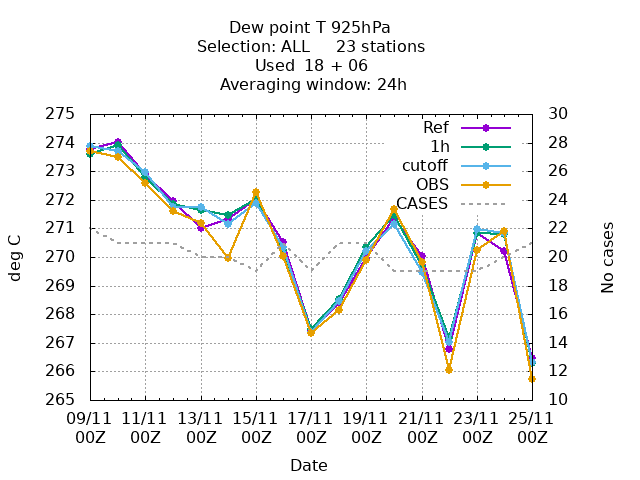 Dew point T 925hPa
Selection: ALL 23 stations
Used 18 + 06
Averaging window: 24h
275
274
273
272
271
270
269
268
267
266
265
deg C
30
28
26
24
22
20
18
16
14
12
10
No cases
Ref
1h
cutoff
OBS
CASES
09/11 11/11 13/11 15/11 17/11 19/11 21/11 23/11 25/11
00Z 00Z 00Z 00Z 00Z 00Z 00Z 00Z 00Z
Date